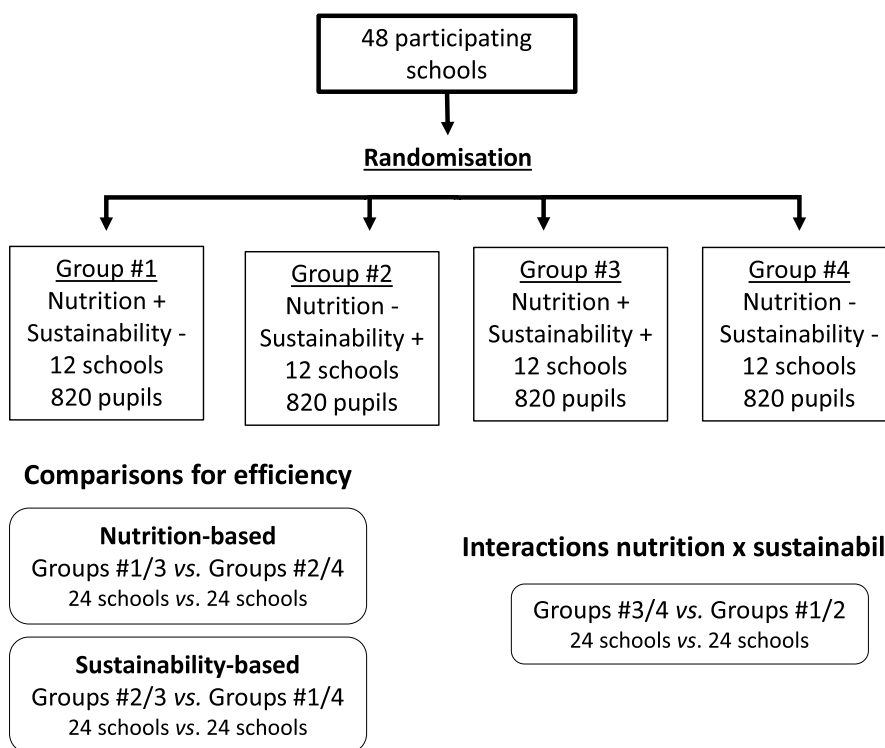 48 participating
schools
Randomisation
Group #1
Nutrition +
Sustainability -
12 schools
820 pupils
Group #2
Nutrition -
Sustainability +
12 schools
820 pupils
Group #3
Nutrition +
Sustainability +
12 schools
820 pupils
Group #4
Nutrition -
Sustainability -
12 schools
820 pupils
Comparisons for efficiency
Nutrition-based
Groups #1/3 vs. Groups #2/4
24 schools vs. 24 schools
Sustainability-based
Groups #2/3 vs. Groups #1/4
24 schools vs. 24 schools
Interactions nutrition x sustainabil
Groups #3/4 vs. Groups #1/2
24 schools vs. 24 schools